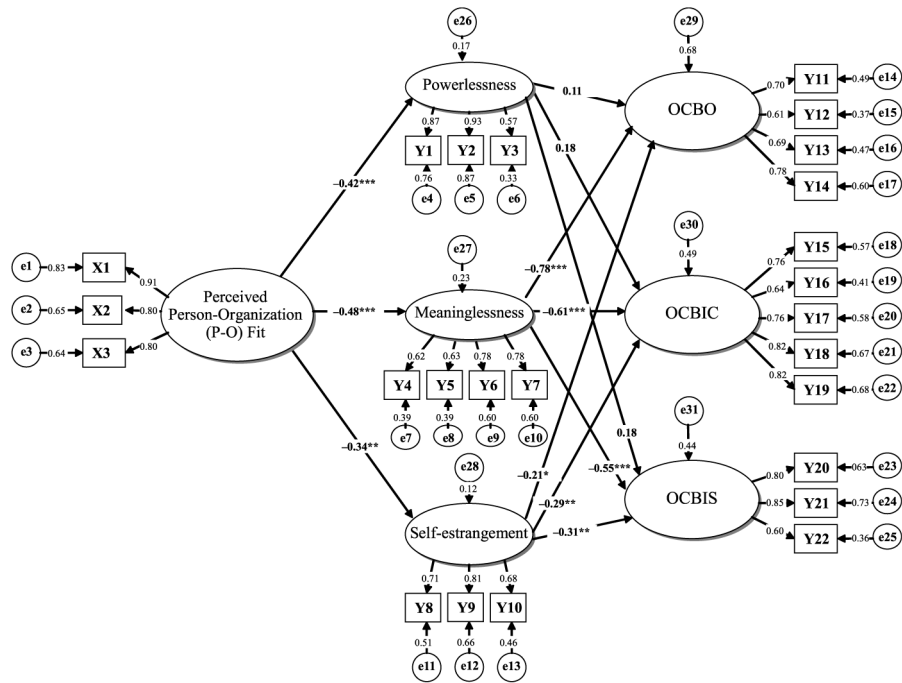 e26
0.17
Powerlessness
0.87
0.93
0.57
Y1
Y2
Y3
0.76
0.87
0.33
e4
e5
e6
e29
0.68
OCBO
0.70
Y11
0.49
e14
0.61
Y12
0.37
e15
0.69
Y13
0.47
e16
0.78
Y14
0.60
e17
0.11
0.18
–0.42***
e1
0.83
X1
0.91
e2
0.65
X2
0.80
e3
0.64
X3
0.80
Perceived
Person-Organization
(P-O) Fit
–0.48***
–0.34**
e27
0.23
Meaninglessness
0.62
0.63
0.78
0.78
Y4
Y5
Y6
Y7
0.39
0.39
0.60
0.60
e7
e8
e9
e10
–0.78***
–0.61***
e30
0.49
OCBIC
0.76
Y15
0.57
e18
0.64
Y16
0.41
e19
0.76
Y17
0.58
e20
0.82
Y18
0.67
e21
0.82
Y19
0.68
e22
e28
0.12
Self-estrangement
0.71
0.81
0.68
Y8
Y9
Y10
0.51
0.66
0.46
e11
e12
e13
0.18
–0.21*
–0.55***
–0.29**
–0.31**
e31
0.44
OCBIS
0.80
Y20
063
e23
0.85
Y21
0.73
e24
0.60
Y22
0.36
e25